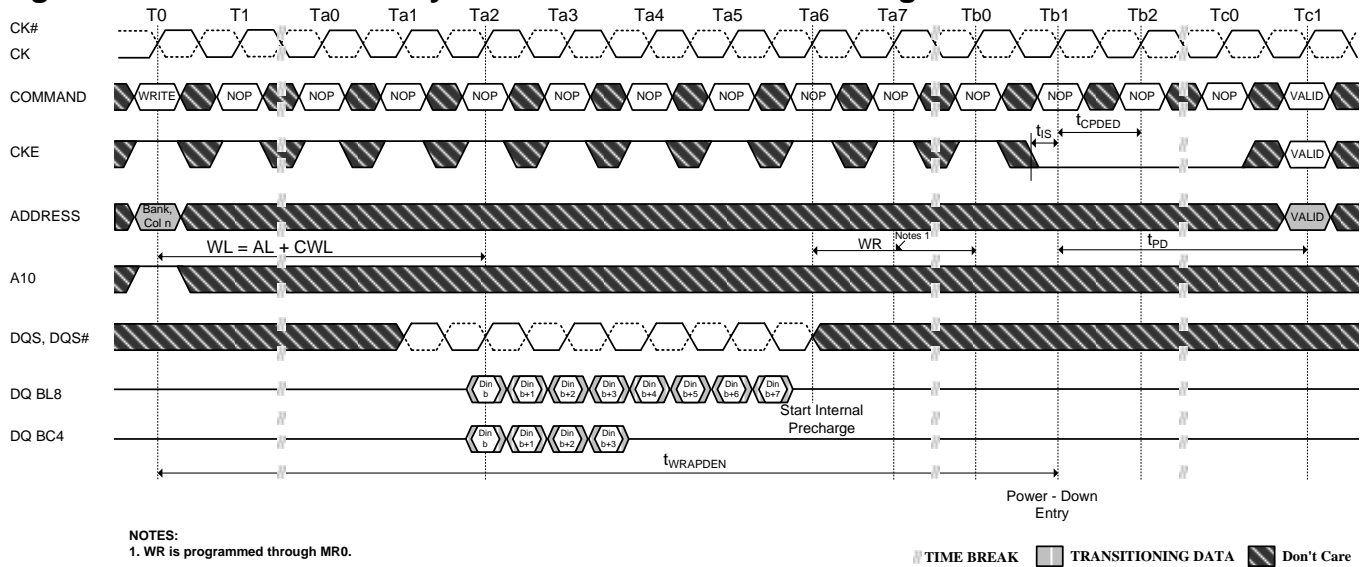 T0 T1 Ta0 Ta1 Ta2 Ta3 Ta4 Ta5 Ta6 Ta7 Tb0 Tb1 Tb2 Tc0 Tc1
CK#
CK
COMMAND WRITE NOP NOP NOP NOP NOP NOP NOP NOP NOP NOP NOP NOP NOP VALID
tIS tCPDED
CKE VALID
ADDRESS Bank, Col n VALID
WL = AL + CWL WR Notes 1 tPD
A10
DQS, DQS#
DQ BL8 Din b Din b+1 Din b+2 Din b+3 Din b+4 Din b+5 Din b+6 Din b+7
Start Internal
Precharge
DQ BC4 Din b Din b+1 Din b+2 Din b+3
tWRAPDEN
Power - Down
Entry
NOTES:
1. WR is programmed through MR0.
TIME BREAK TRANSITIONING DATA Don't Care